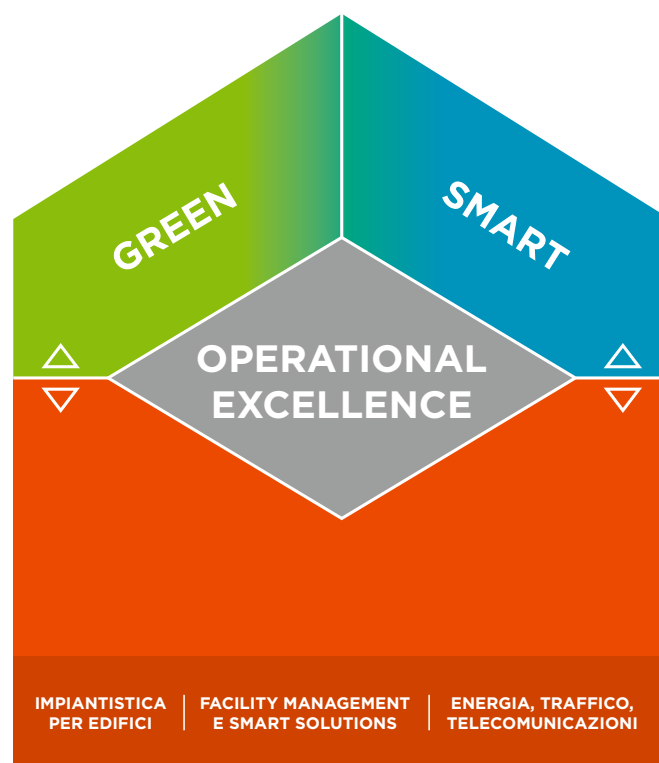 GREEN
SMART
OPERATIONAL
EXCELLENCE
IMPIANTISTICA
PER EDIFICI
FACILITY MANAGEMENT
E SMART SOLUTIONS
ENERGIA, TRAFFICO,
TELECOMUNICAZIONI